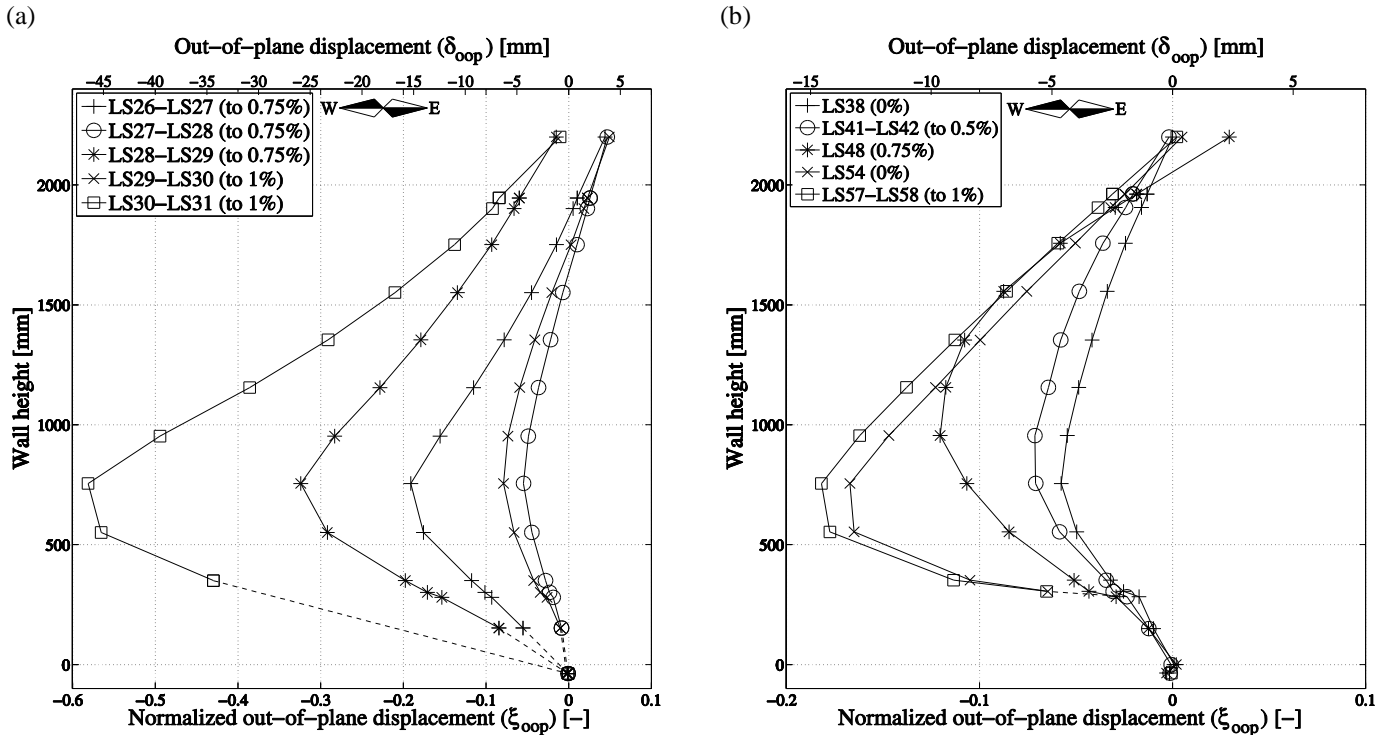 (a)
Out−of−plane displacement (δoop) [mm]
−45 −40 −35 −30 −25 −20 −15 −10 −5 0 5
LS26−LS27 (to 0.75%)
LS27−LS28 (to 0.75%)
LS28−LS29 (to 0.75%)
LS29−LS30 (to 1%)
LS30−LS31 (to 1%)
W E
Wall height [mm]
2000
1500
1000
500
0
−0.6 −0.5 −0.4 −0.3 −0.2 −0.1 0 0.1
Normalized out−of−plane displacement (ξoop) [−]
(b)
Out−of−plane displacement (δoop) [mm]
−15 −10 −5 0 5
LS38 (0%)
LS41−LS42 (to 0.5%)
LS48 (0.75%)
LS54 (0%)
LS57−LS58 (to 1%)
W E
Wall height [mm]
2000
1500
1000
500
0
−0.2 −0.1 0 0.1
Normalized out−of−plane displacement (ξoop) [−]